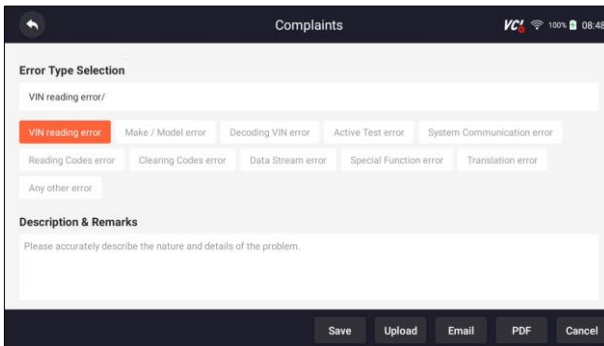 Complaints VCI 100% 08:48
Error Type Selection
VIN reading error/
VIN reading error Make / Model error Decoding VIN error Active Test error System Communication error
Reading Codes error Clearing Codes error Data Stream error Special Function error Translation error
Any other error
Description & Remarks
Please accurately describe the nature and details of the problem.
Save Upload Email PDF Cancel